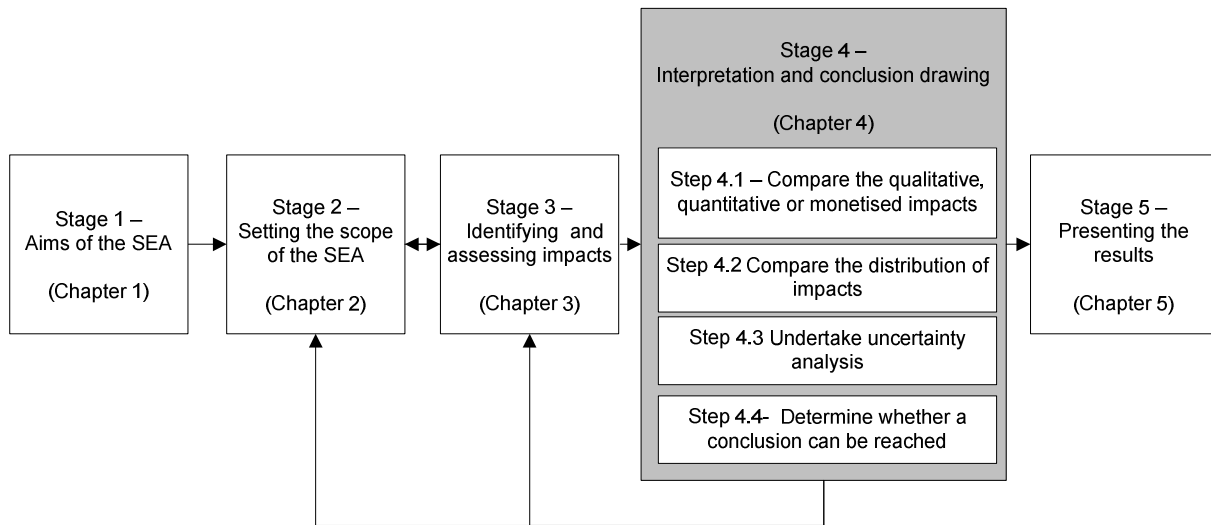 Stage 1 –
Aims of the SEA
(Chapter 1)
Stage 2 –
Setting the scope
of the SEA
(Chapter 2)
Stage 3 –
Identifying and
assessing impacts
(Chapter 3)
Stage 4 –
Interpretation and conclusion drawing
(Chapter 4)
Step 4.1 – Compare the qualitative,
quantitative or monetised impacts
Step 4.2 Compare the distribution of
impacts
Step 4.3 Undertake uncertainty
analysis
Step 4.4- Determine whether a
conclusion can be reached
Stage 5 –
Presenting the
results
(Chapter 5)